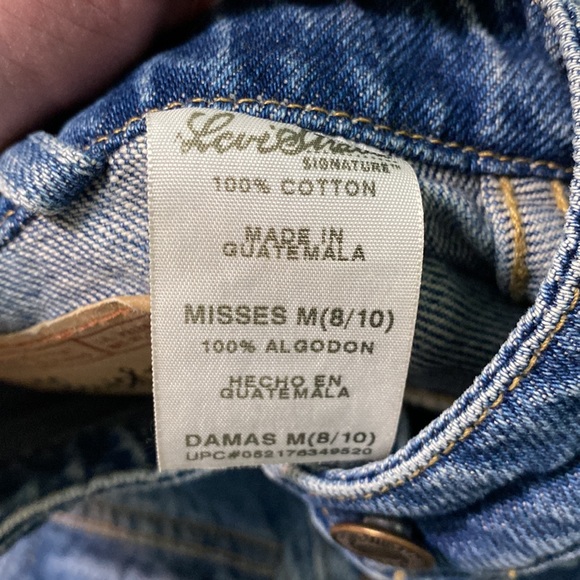 Levi Strauss
SIGNATURE™
100% COTTON
MADE IN
GUATEMALA
MISSES M(8/10)
100% ALGODON
HECHO EN
GUATEMALA
DAMAS M(8/10)
UPC#052176349520